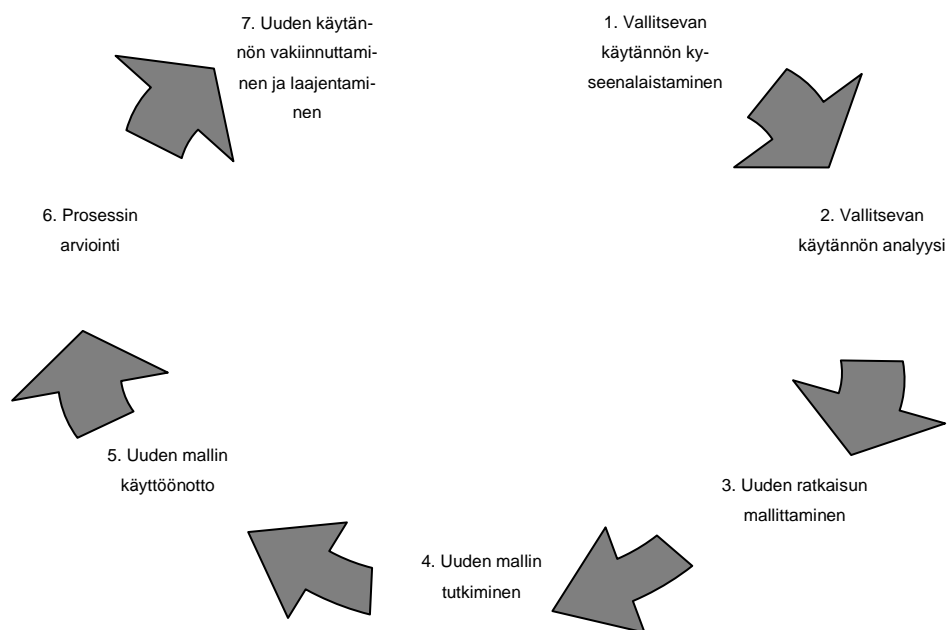 1. Vallitsevan
käytännön ky-
seenalaistaminen
2. Vallitsevan
käytännön analyysi
3. Uuden ratkaisun
mallittaminen
4. Uuden mallin
tutkiminen
5. Uuden mallin
käyttöönotto
6. Prosessin
arviointi
7. Uuden käytän-
nön vakiinnuttami-
nen ja laajentami-
nen